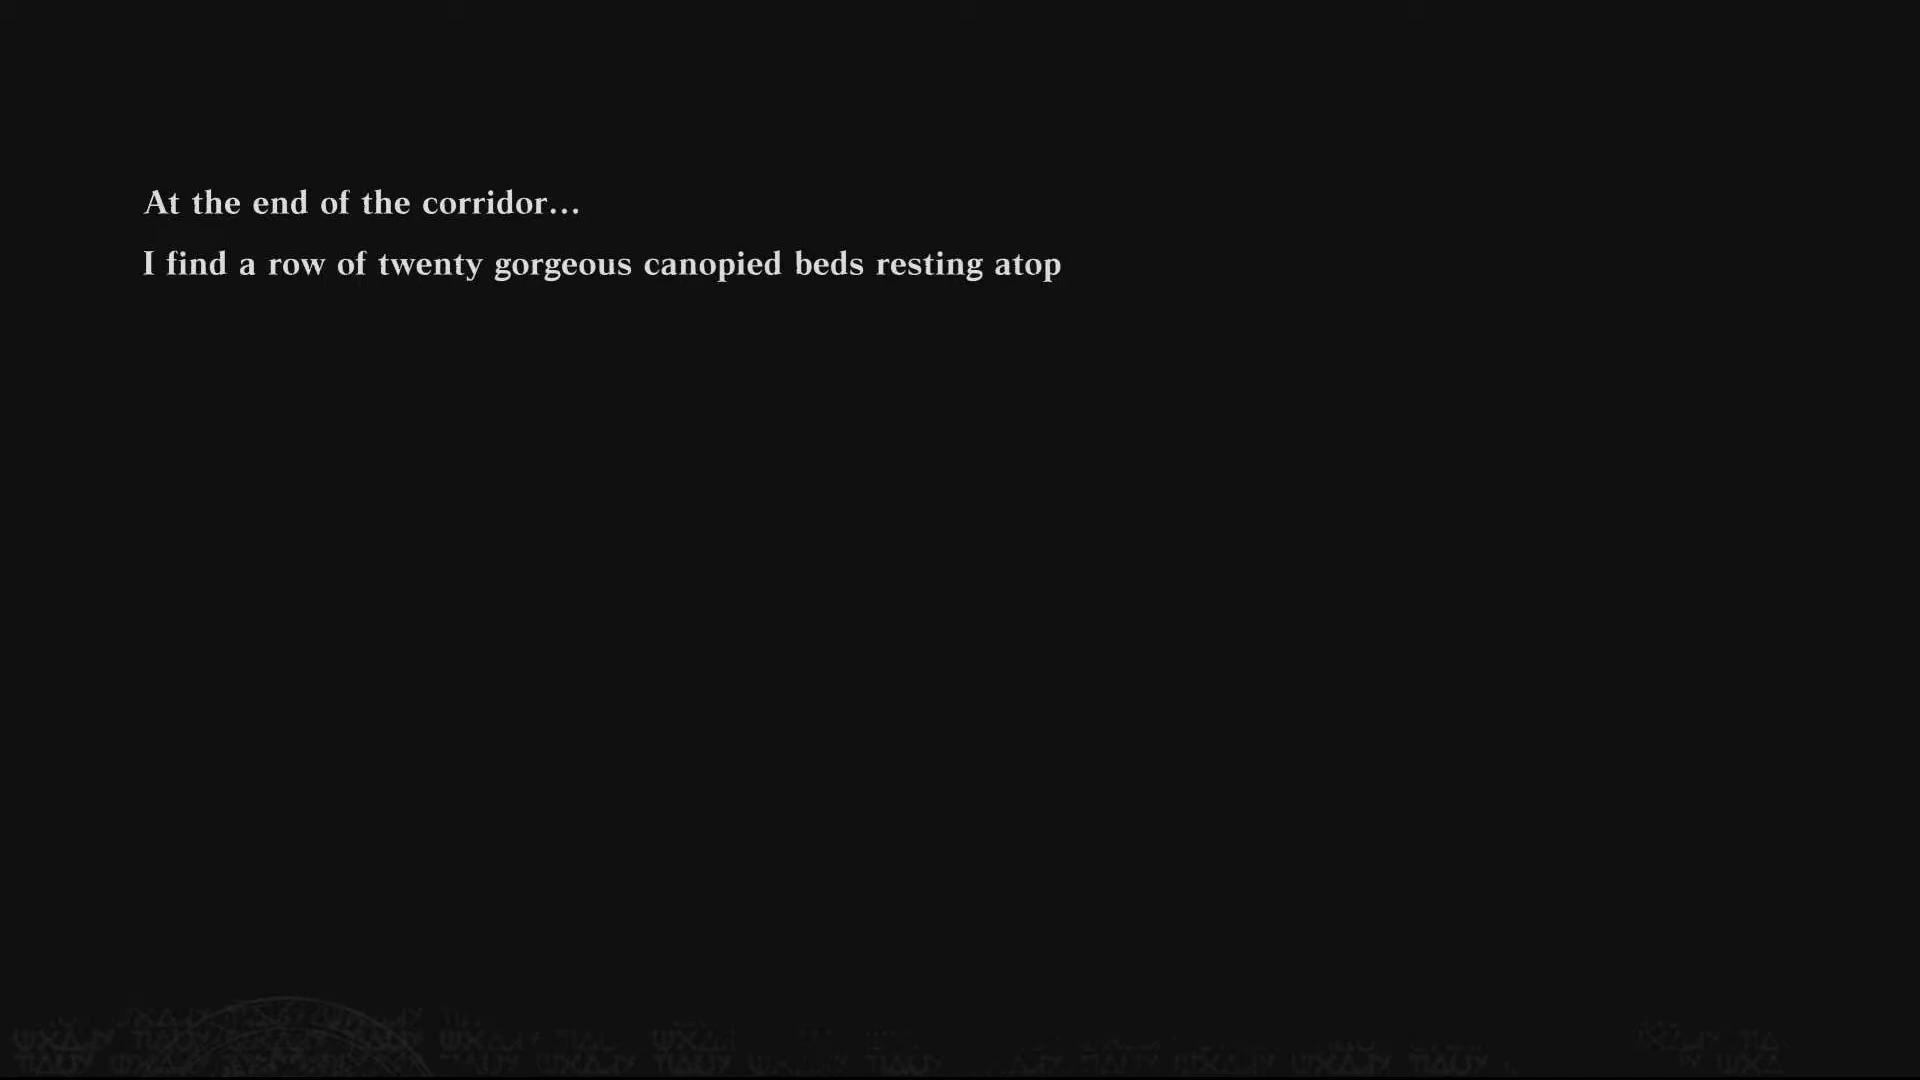 At the end of the corridor...
I find a row of twenty gorgeous canopied beds resting atop